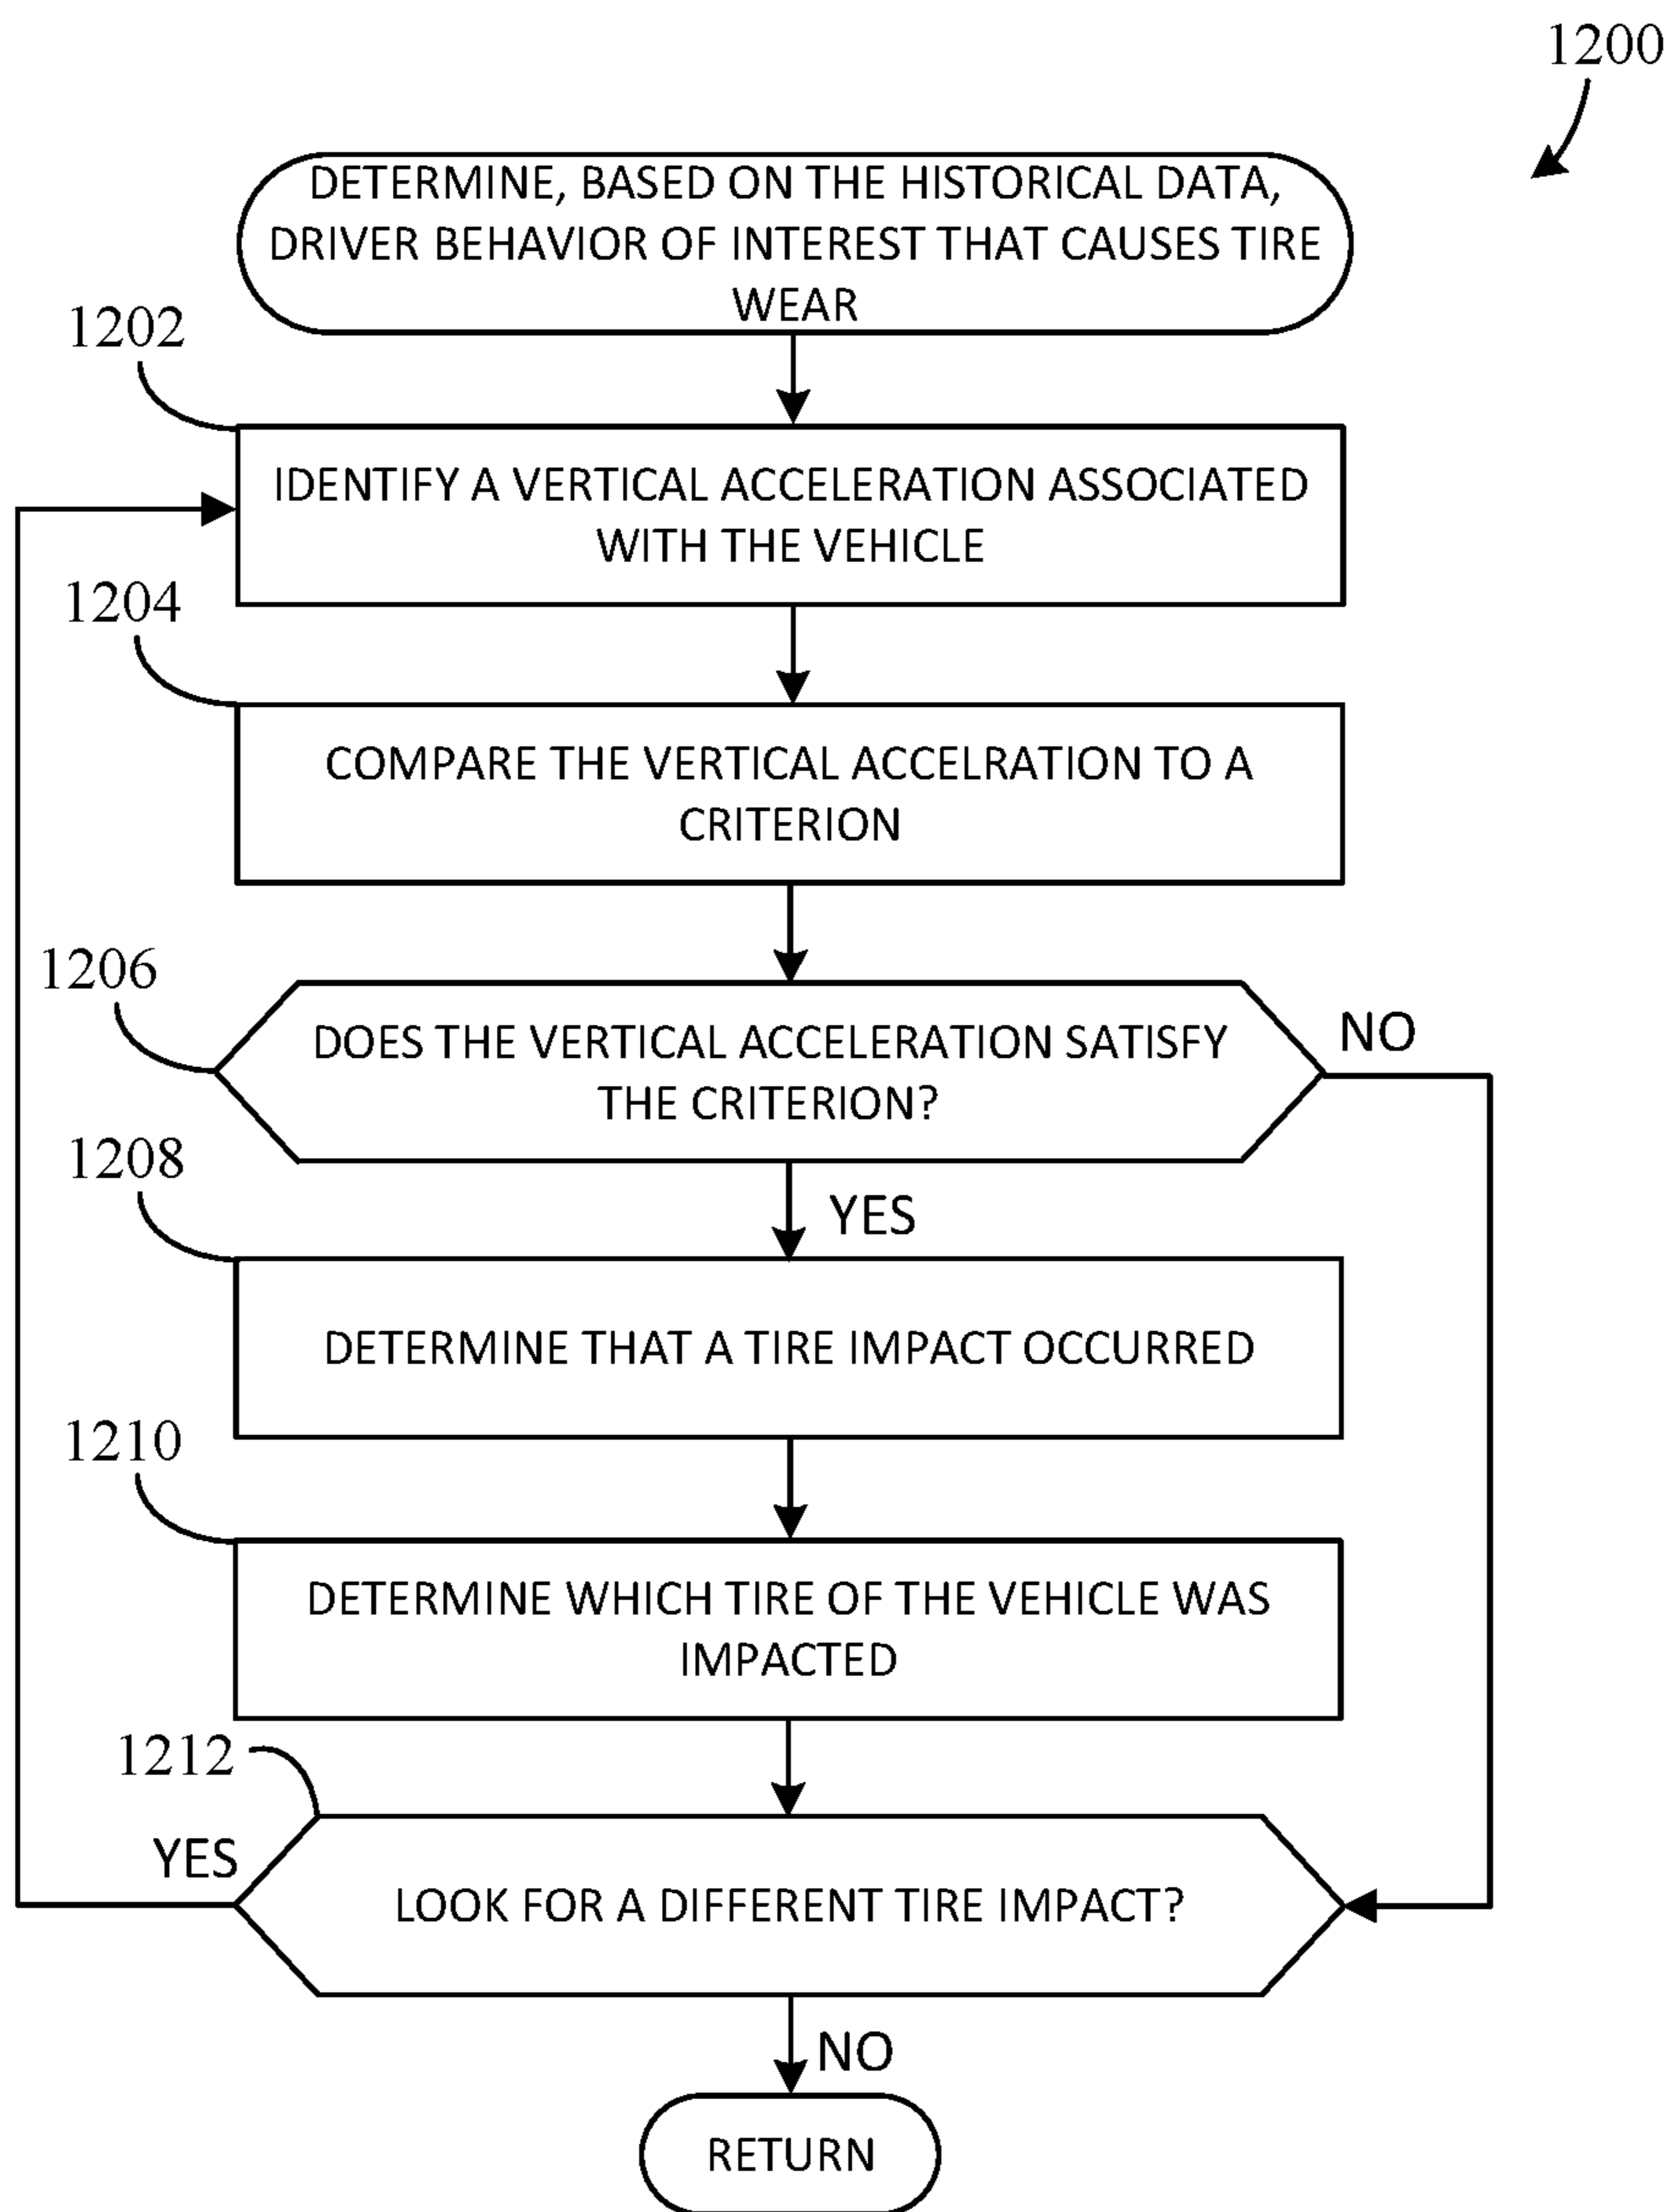 1200
DETERMINE, BASED ON THE HISTORICAL DATA,
DRIVER BEHAVIOR OF INTEREST THAT CAUSES TIRE
WEAR
1202
IDENTIFY A VERTICAL ACCELERATION ASSOCIATED
WITH THE VEHICLE
1204
COMPARE THE VERTICAL ACCELRATION TO A
CRITERION
1206
DOES THE VERTICAL ACCELERATION SATISFY
THE CRITERION?
NO
YES
1208
DETERMINE THAT A TIRE IMPACT OCCURRED
1210
DETERMINE WHICH TIRE OF THE VEHICLE WAS
IMPACTED
1212
YES
LOOK FOR A DIFFERENT TIRE IMPACT?
NO
RETURN